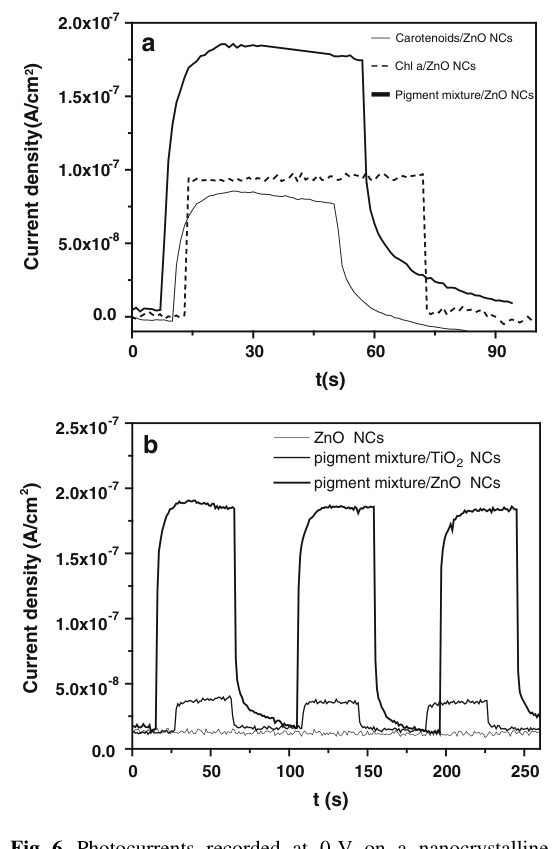 2.0x10⁻⁷
a
Carotenoids/ZnO NCs
Chl a/ZnO NCs
1.5x10⁻⁷
Pigment mixture/ZnO NCs
Current density(A/cm²)
1.0x10⁻⁷
5.0x10⁻⁸
0.0
0 30 60 90
t(s)
2.5x10⁻⁷
b
ZnO NCs
pigment mixture/TiO₂ NCs
2.0x10⁻⁷
pigment mixture/ZnO NCs
Current density (A/cm²)
1.5x10⁻⁷
1.0x10⁻⁷
5.0x10⁻⁸
0.0
0 50 100 150 200 250
t (s)
Fig. 6 Photocurrents recorded at 0 V on a nanocrystalline